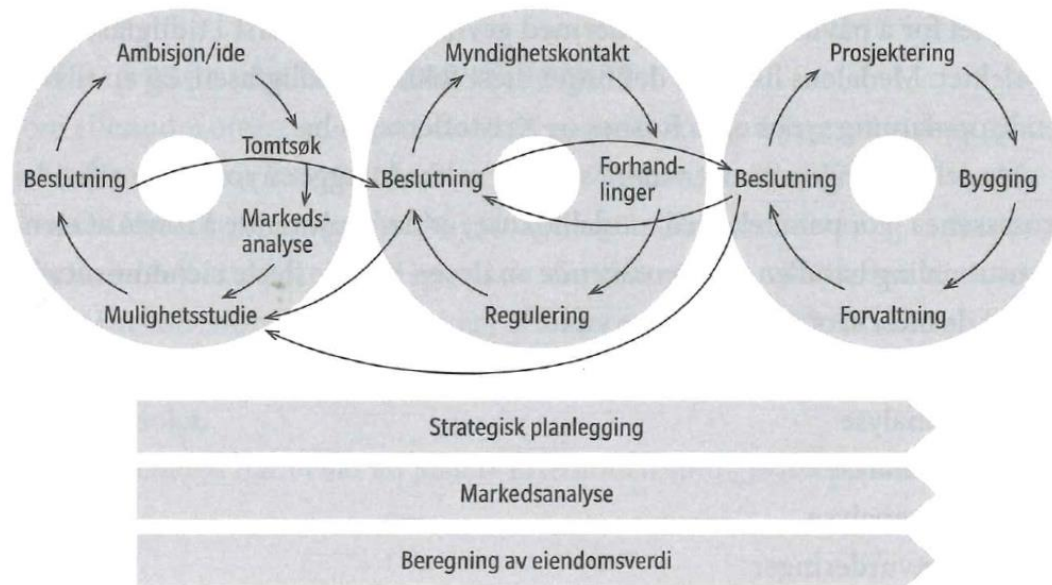 Ambisjon/ide
Tomtsøk
Markeds-
analyse
Mulighetsstudie
Beslutning
Myndighetskontakt
Forhand-
linger
Regulering
Beslutning
Prosjektering
Bygging
Forvaltning
Beslutning
Strategisk planlegging
Markedsanalyse
Beregning av eiendomsverdi